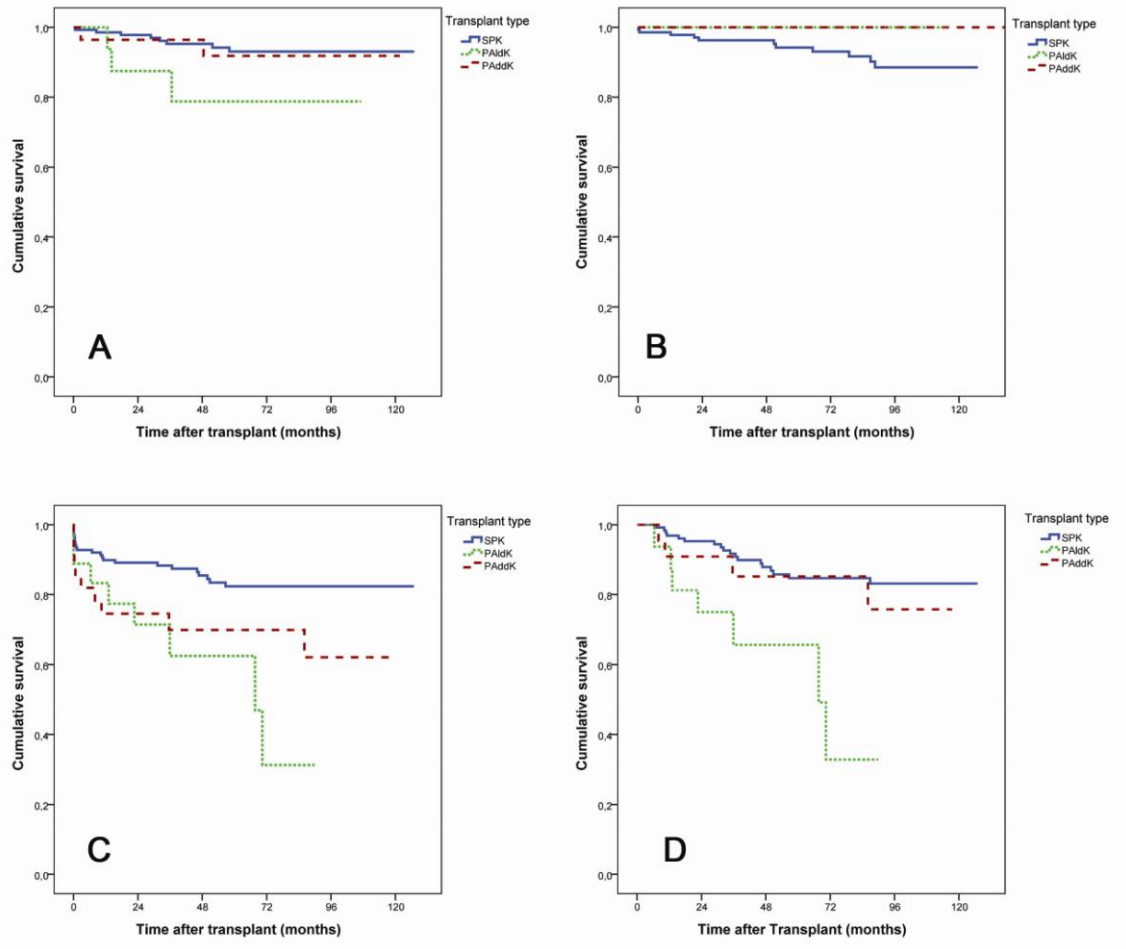 Transplant type
SPK
PAldK
PAddK
1,0
0,8
0,6
0,4
0,2
0,0
Cumulative survival
A
0 24 48 72 96 120
Time after transplant (months)
Transplant type
SPK
PAldK
PAddK
1,0
0,8
0,6
0,4
0,2
0,0
Cumulative survival
B
0 24 48 72 96 120
Time after transplant (months)
Transplant type
SPK
PAldK
PAddK
1,0
0,8
0,6
0,4
0,2
0,0
Cumulative survival
C
0 24 48 72 96 120
Time after transplant (months)
Transplant type
SPK
PAldK
PAddK
1,0
0,8
0,6
0,4
0,2
0,0
Cumulative survival
D
0 24 48 72 96 120
Time after Transplant (months)